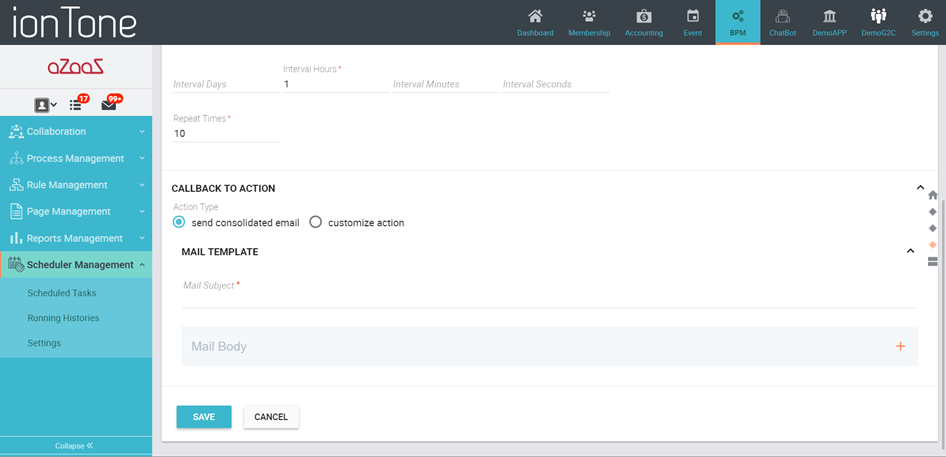 ionTone
Dashboard
Membership
Accounting
Event
BPM
ChatBot
DemoAPP
DemoG2C
Settings
aZaaS
17
99+
Collaboration
Process Management
Rule Management
Page Management
Reports Management
Scheduler Management
Scheduled Tasks
Running Histories
Settings
Collapse «
Interval Days
Interval Hours *
1
Interval Minutes
Interval Seconds
Repeat Times *
10
CALLBACK TO ACTION
Action Type
send consolidated email
customize action
MAIL TEMPLATE
Mail Subject *
Mail Body
+
SAVE
CANCEL